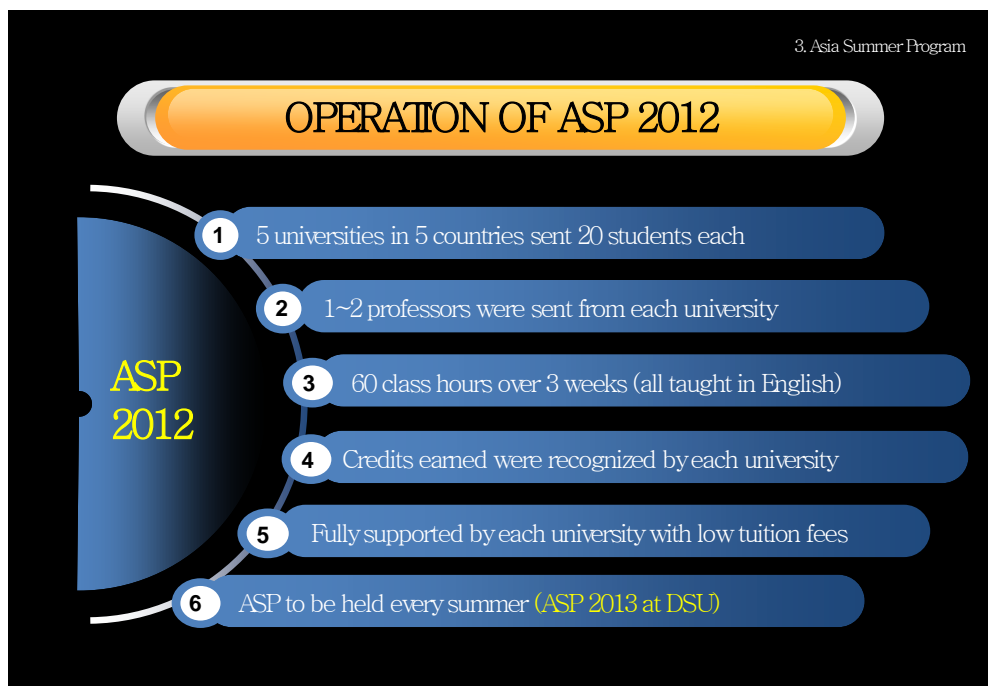 3. Asia Summer Program
OPERATION OF ASP 2012
1 5 universities in 5 countries sent 20 students each
2 1~2 professors were sent from each university
3 60 class hours over 3 weeks (all taught in English)
ASP
2012
4 Credits earned were recognized by each university
5 Fully supported by each university with low tuition fees
6 ASP to be held every summer (ASP 2013 at DSU)